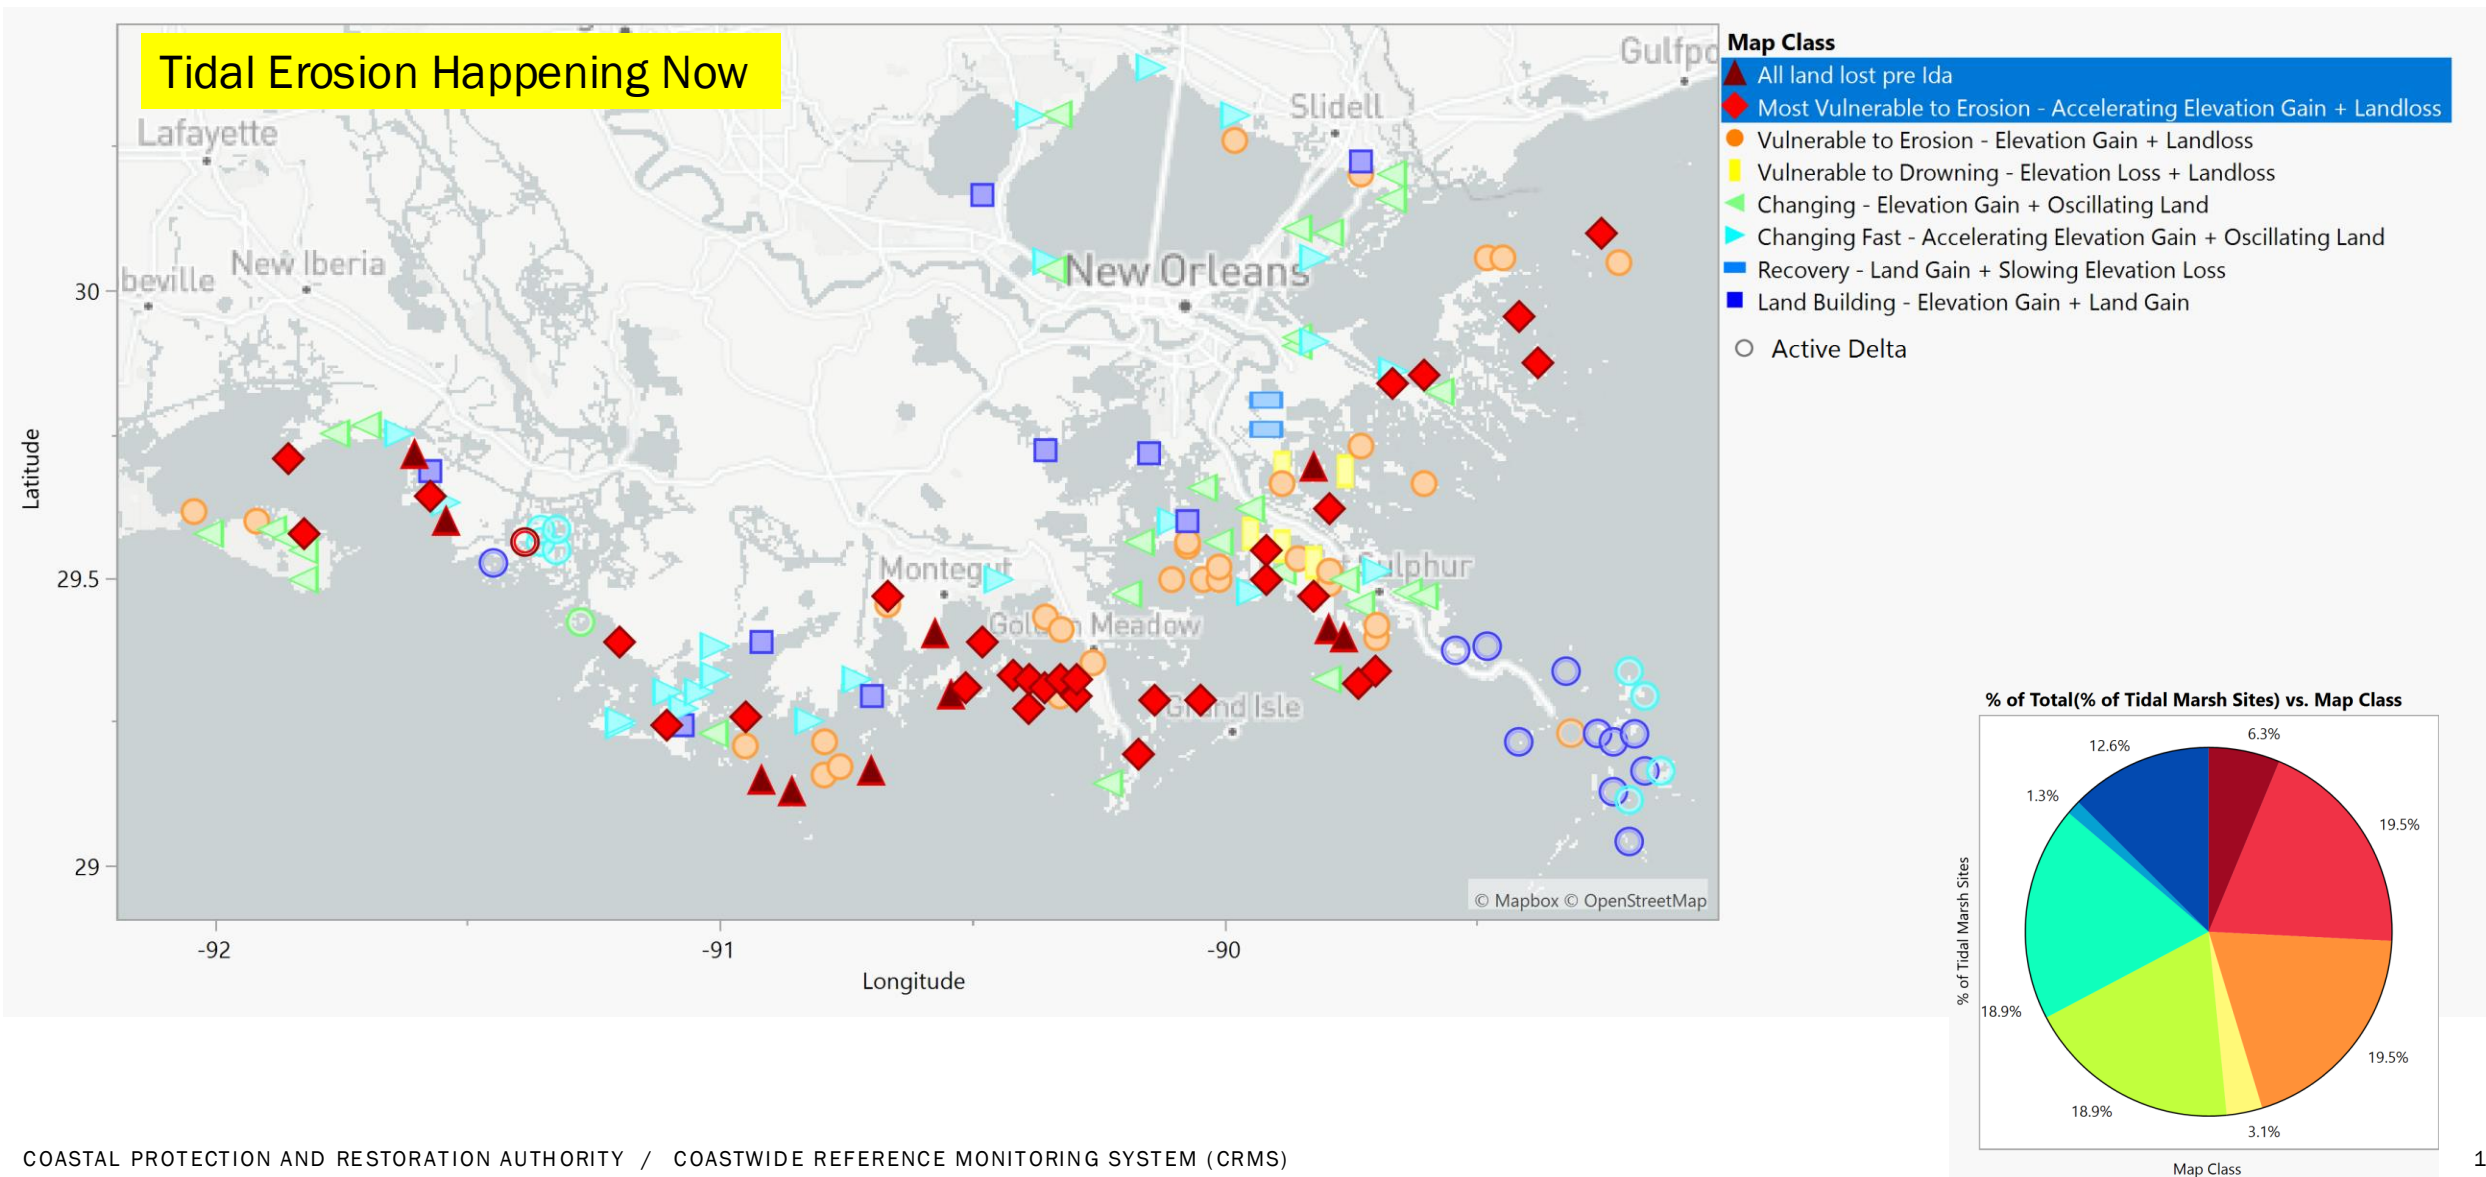 Tidal Erosion Happening Now
Gulfpo
Slidell
Lafayette
New Iberia
beville
New Orleans
Montegut
Meadow
Isle
30
29.5
29
Latitude
-92
-91
-90
Longitude
© Mapbox © OpenStreetMap
Map Class
All land lost pre Ida
Most Vulnerable to Erosion - Accelerating Elevation Gain + Landloss
Vulnerable to Erosion - Elevation Gain + Landloss
Vulnerable to Drowning - Elevation Loss + Landloss
Changing - Elevation Gain + Oscillating Land
Changing Fast - Accelerating Elevation Gain + Oscillating Land
Recovery - Land Gain + Slowing Elevation Loss
Land Building - Elevation Gain + Land Gain
Active Delta
% of Total(% of Tidal Marsh Sites) vs. Map Class
6.3%
12.6%
1.3%
19.5%
18.9%
19.5%
18.9%
3.1%
% of Tidal Marsh Sites
Map Class
COASTAL PROTECTION AND RESTORATION AUTHORITY / COASTWIDE REFERENCE MONITORING SYSTEM (CRMS)
1